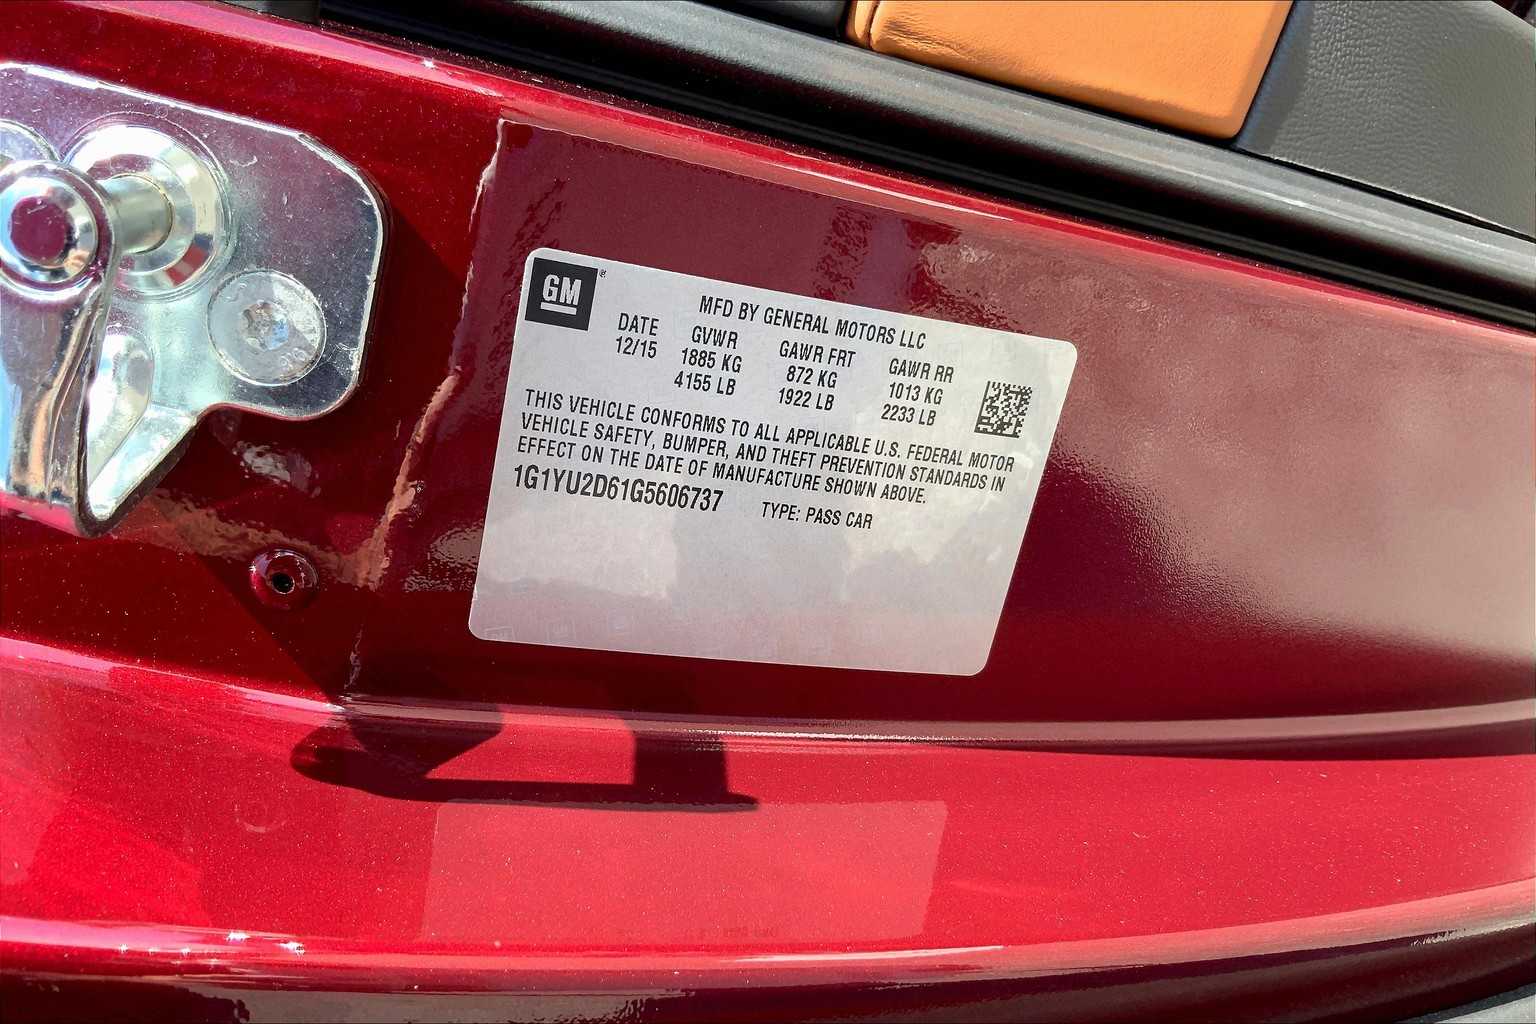 GM®
MFD BY GENERAL MOTORS LLC
DATE GVWR GAWR FRT GAWR RR
12/15 1885 KG 872 KG 1013 KG
4155 LB 1922 LB 2233 LB
THIS VEHICLE CONFORMS TO ALL APPLICABLE U.S. FEDERAL MOTOR
VEHICLE SAFETY, BUMPER, AND THEFT PREVENTION STANDARDS IN
EFFECT ON THE DATE OF MANUFACTURE SHOWN ABOVE.
1G1YU2D61G5606737 TYPE: PASS CAR